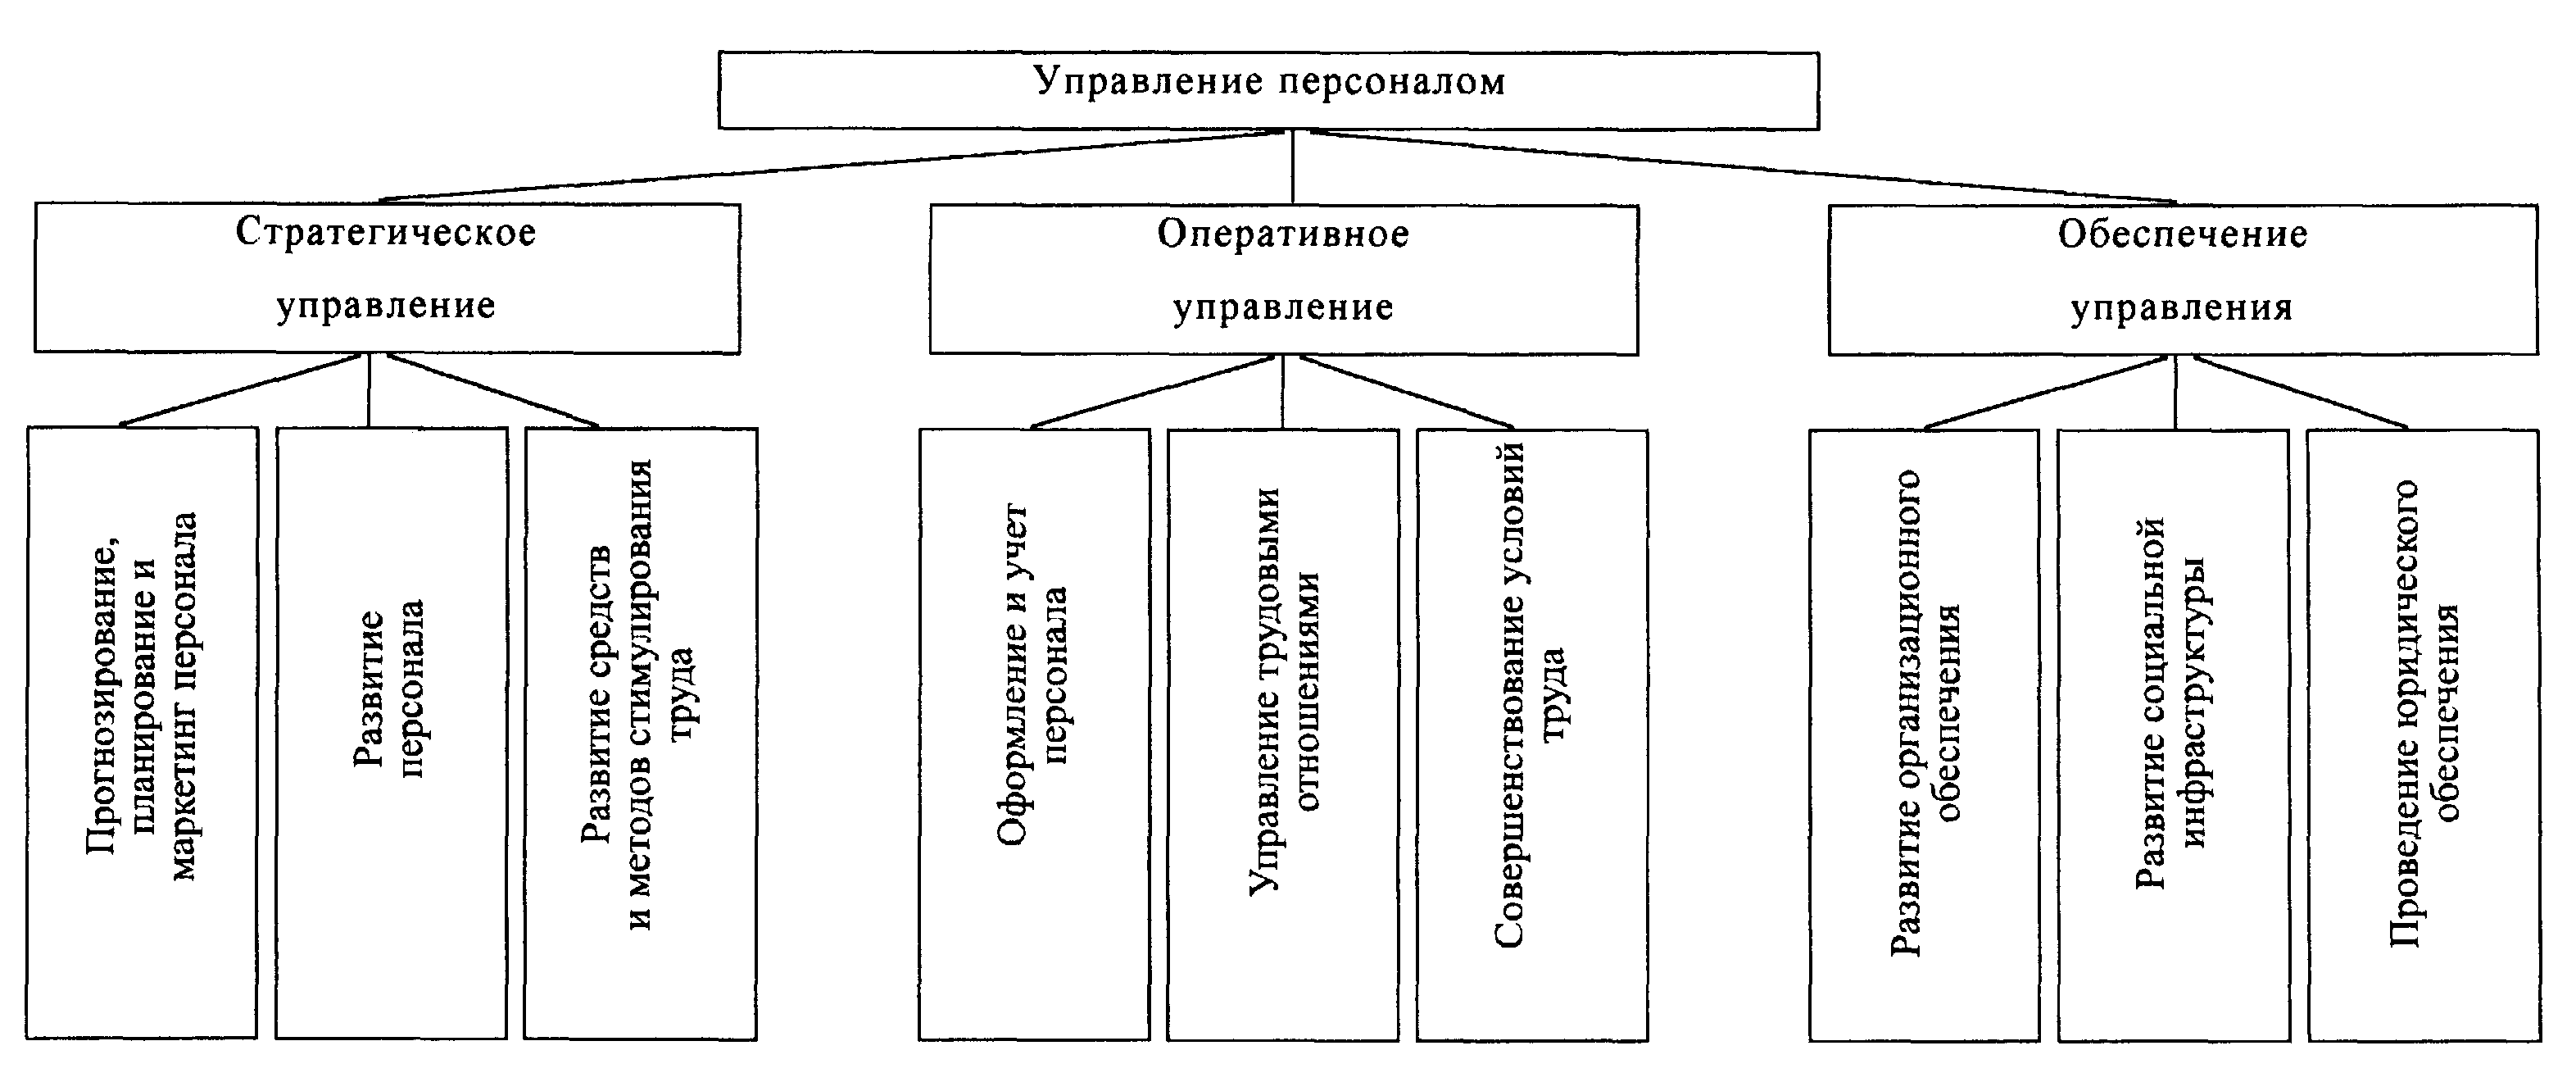 Управление персоналом
Стратегическое
управление
Оперативное
управление
Обеспечение
управления
Прогнозирование,
планирование и
маркетинг персонала
Развитие
персонала
Развитие средств
и методов стимулирования
труда
Оформление и учет
персонала
Управление трудовыми
отношениями
Совершенствование условий
труда
Развитие организационного
обеспечения
Развитие социальной
инфраструктуры
Проведение юридического
обеспечения